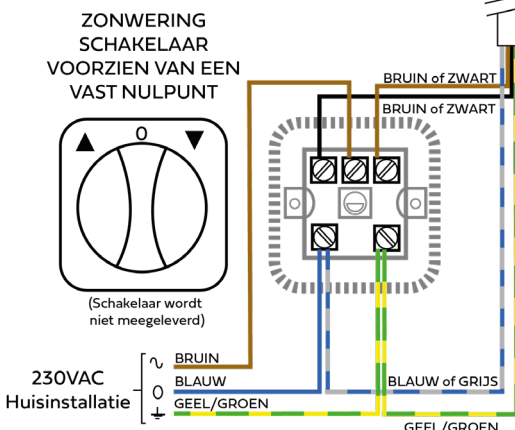 ZONWERING
SCHAKELAAR
VOORZIEN VAN EEN
VAST NULPUNT
0
(Schakelaar wordt
niet meegeleverd)
BRUIN of ZWART
BRUIN of ZWART
230VAC
Huisinstallatie
BRUIN
0 BLAUW
GEEL/GROEN
BLAUW of GRIJS
GEEL/GROEN